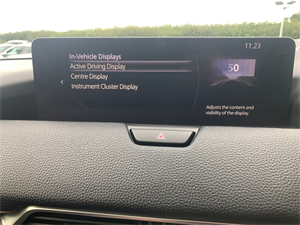 11:23
In-Vehicle Displays
Active Driving Display
Centre Display
Instrument Cluster Display
50
Adjusts the content and
visibility of the display.